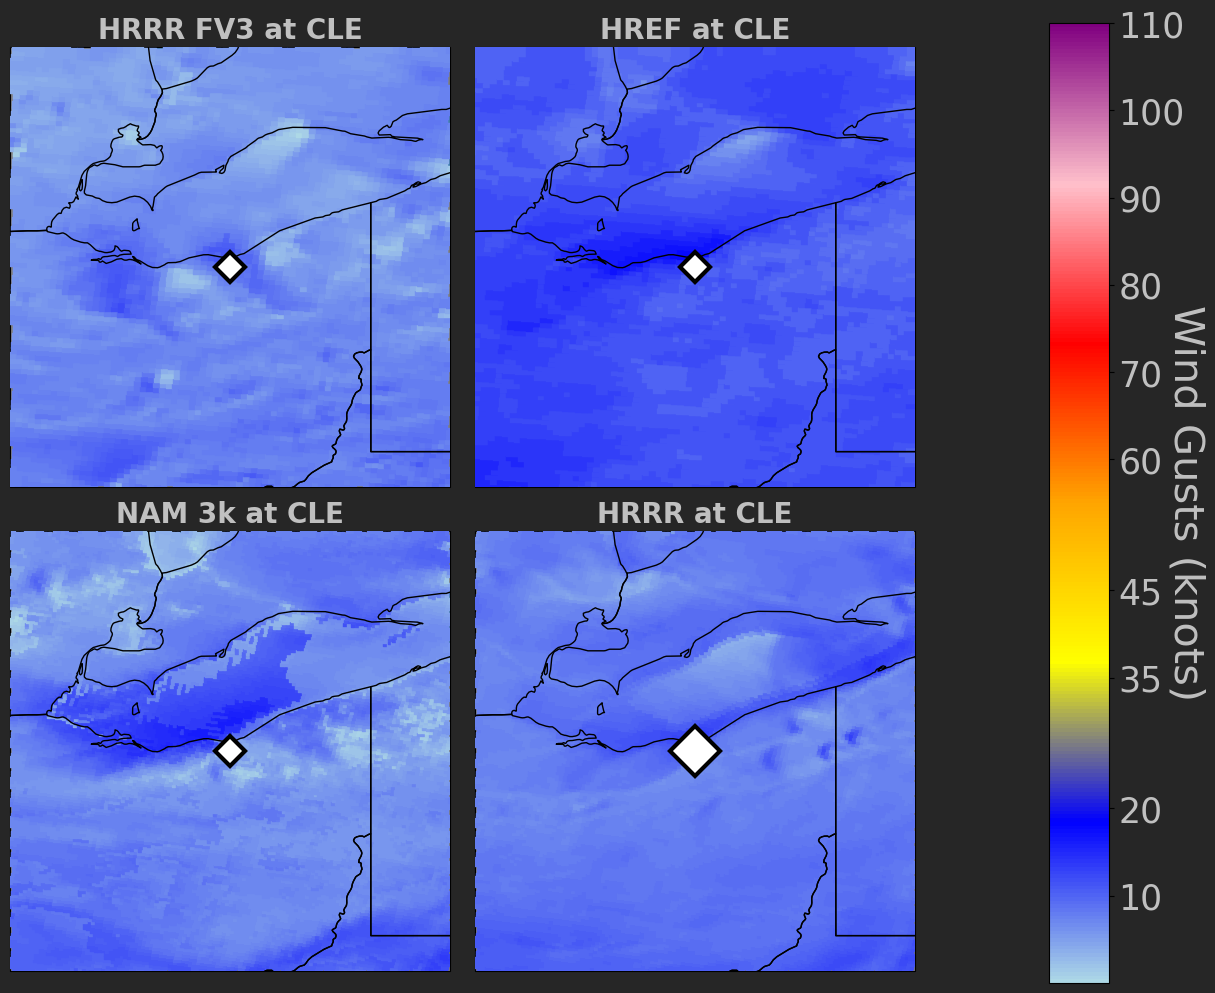 HRRR FV3 at CLE
HREF at CLE
NAM 3k at CLE
HRRR at CLE
110
100
90
80
70
60
45
35
20
10
Wind Gusts (knots)